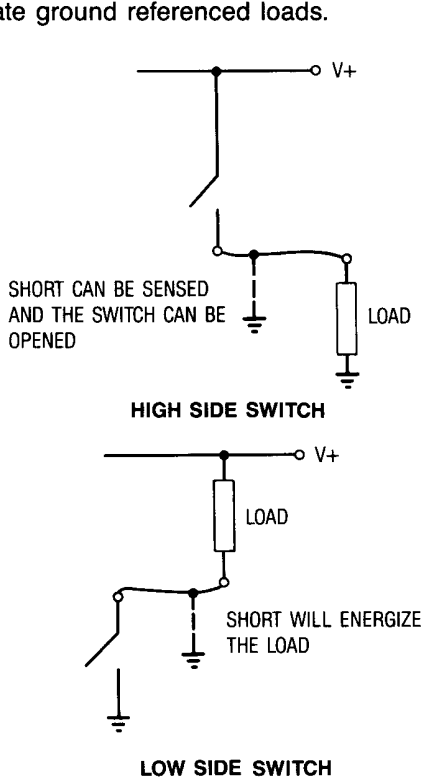 ate ground referenced loads.
V+
SHORT CAN BE SENSED
AND THE SWITCH CAN BE
OPENED
LOAD
HIGH SIDE SWITCH
V+
LOAD
SHORT WILL ENERGIZE
THE LOAD
LOW SIDE SWITCH